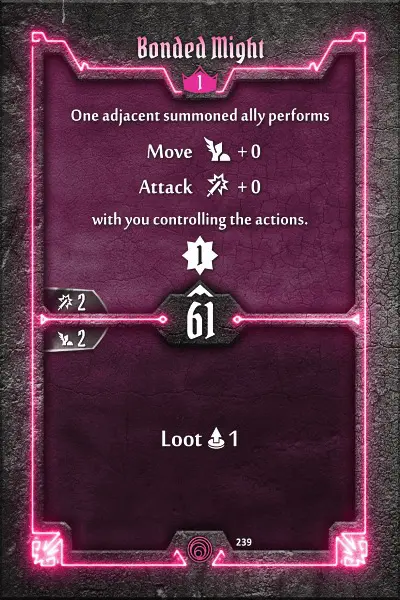 Bonded Might
1
One adjacent summoned ally performs
Move +0
Attack +0
with you controlling the actions.
1
2
61
2
Loot 1
239